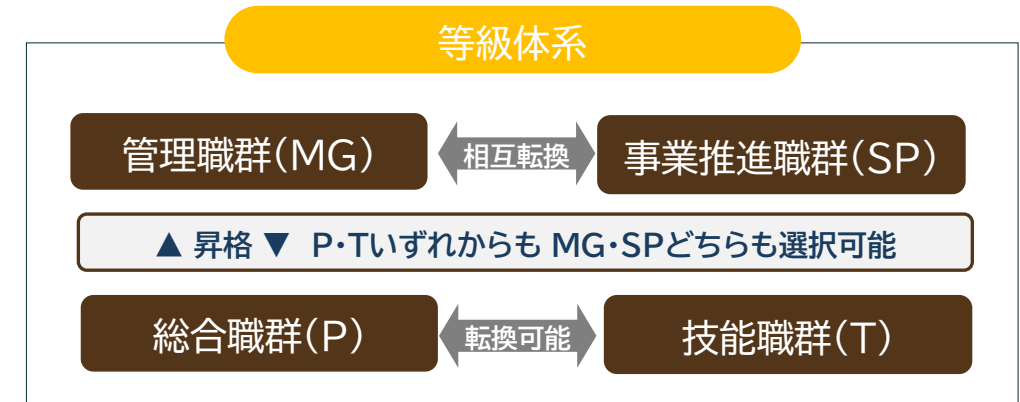 等級体系
管理職群(MG) 相互転換 事業推進職群(SP)
▲ 昇格 ▼ P・Tいずれからも MG・SPどちらも選択可能
総合職群(P) 転換可能 技能職群(T)